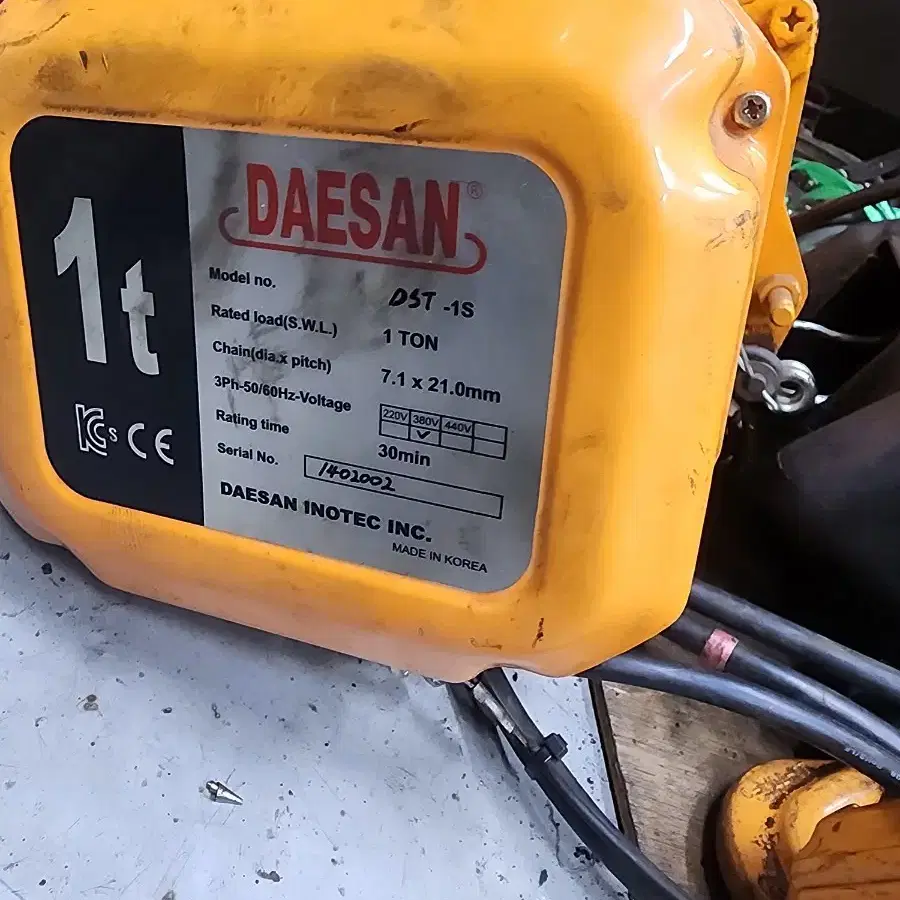 1t
KCs CE
DAESAN®
Model no. DST -1S
Rated load(S.W.L.) 1 TON
Chain(dia.x pitch) 7.1 x 21.0mm
3Ph-50/60Hz-Voltage 220V 380V 440V
✓
Rating time 30min
Serial No. 1402002
DAESAN INOTEC INC.
MADE IN KOREA